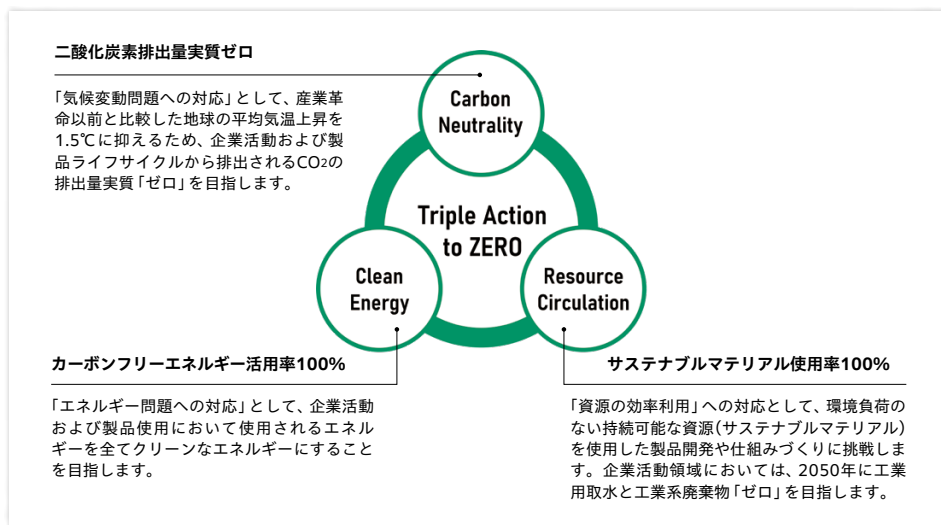 二酸化炭素排出量実質ゼロ
「気候変動問題への対応」として、産業革
命以前と比較した地球の平均気温上昇を
1.5℃に抑えるため、企業活動および製
品ライフサイクルから排出されるCO2の
排出量実質「ゼロ」を目指します。
Carbon
Neutrality
Triple Action
to ZERO
Clean
Energy
Resource
Circulation
カーボンフリーエネルギー活用率100%
「エネルギー問題への対応」として、企業活動
および製品使用において使用されるエネル
ギーを全てクリーンなエネルギーにすること
を目指します。
サステナブルマテリアル使用率100%
「資源の効率利用」への対応として、環境負荷の
ない持続可能な資源(サステナブルマテリアル)
を使用した製品開発や仕組みづくりに挑戦しま
す。企業活動領域においては、2050年に工業
用取水と工業系廃棄物「ゼロ」を目指します。